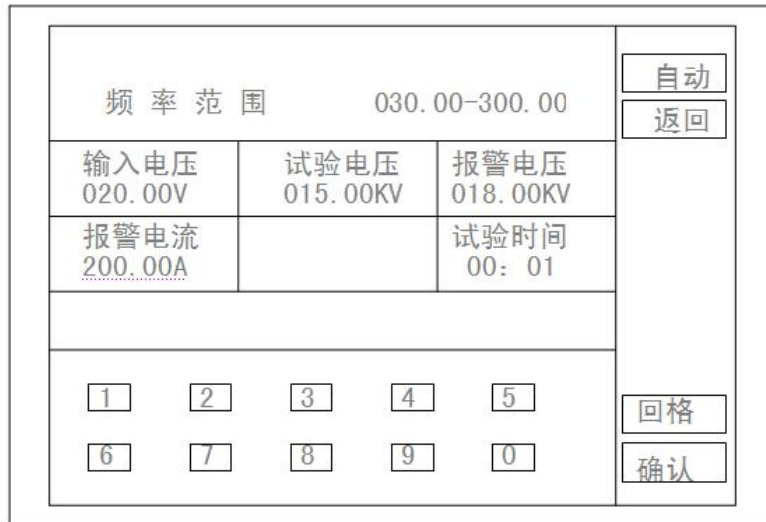 频率范围 030.00-300.00
自动
返回
输入电压 试验电压 报警电压
020.00V 015.00KV 018.00KV
报警电流 试验时间
200.00A 00: 01
1 2 3 4 5
回格
6 7 8 9 0
确认